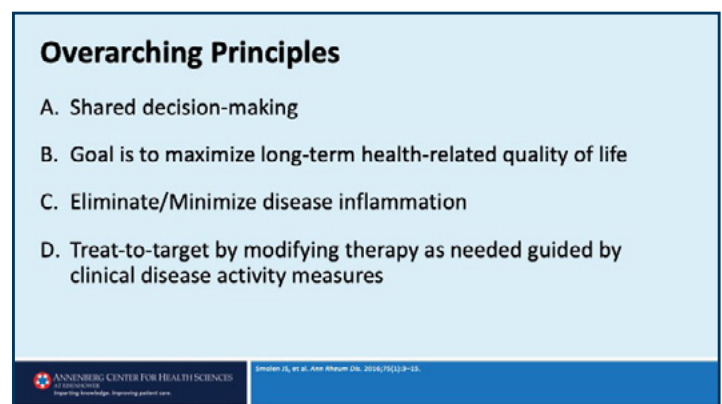 Overarching Principles
A. Shared decision-making
B. Goal is to maximize long-term health-related quality of life
C. Eliminate/Minimize disease inflammation
D. Treat-to-target by modifying therapy as needed guided by
clinical disease activity measures
ANNENBERG CENTER FOR HEALTH SCIENCES
AT EISENHOWER
Imparting knowledge. Improving patient care.
Smolen JS, et al. Ann Rheum Dis. 2016;75(1):3–15.